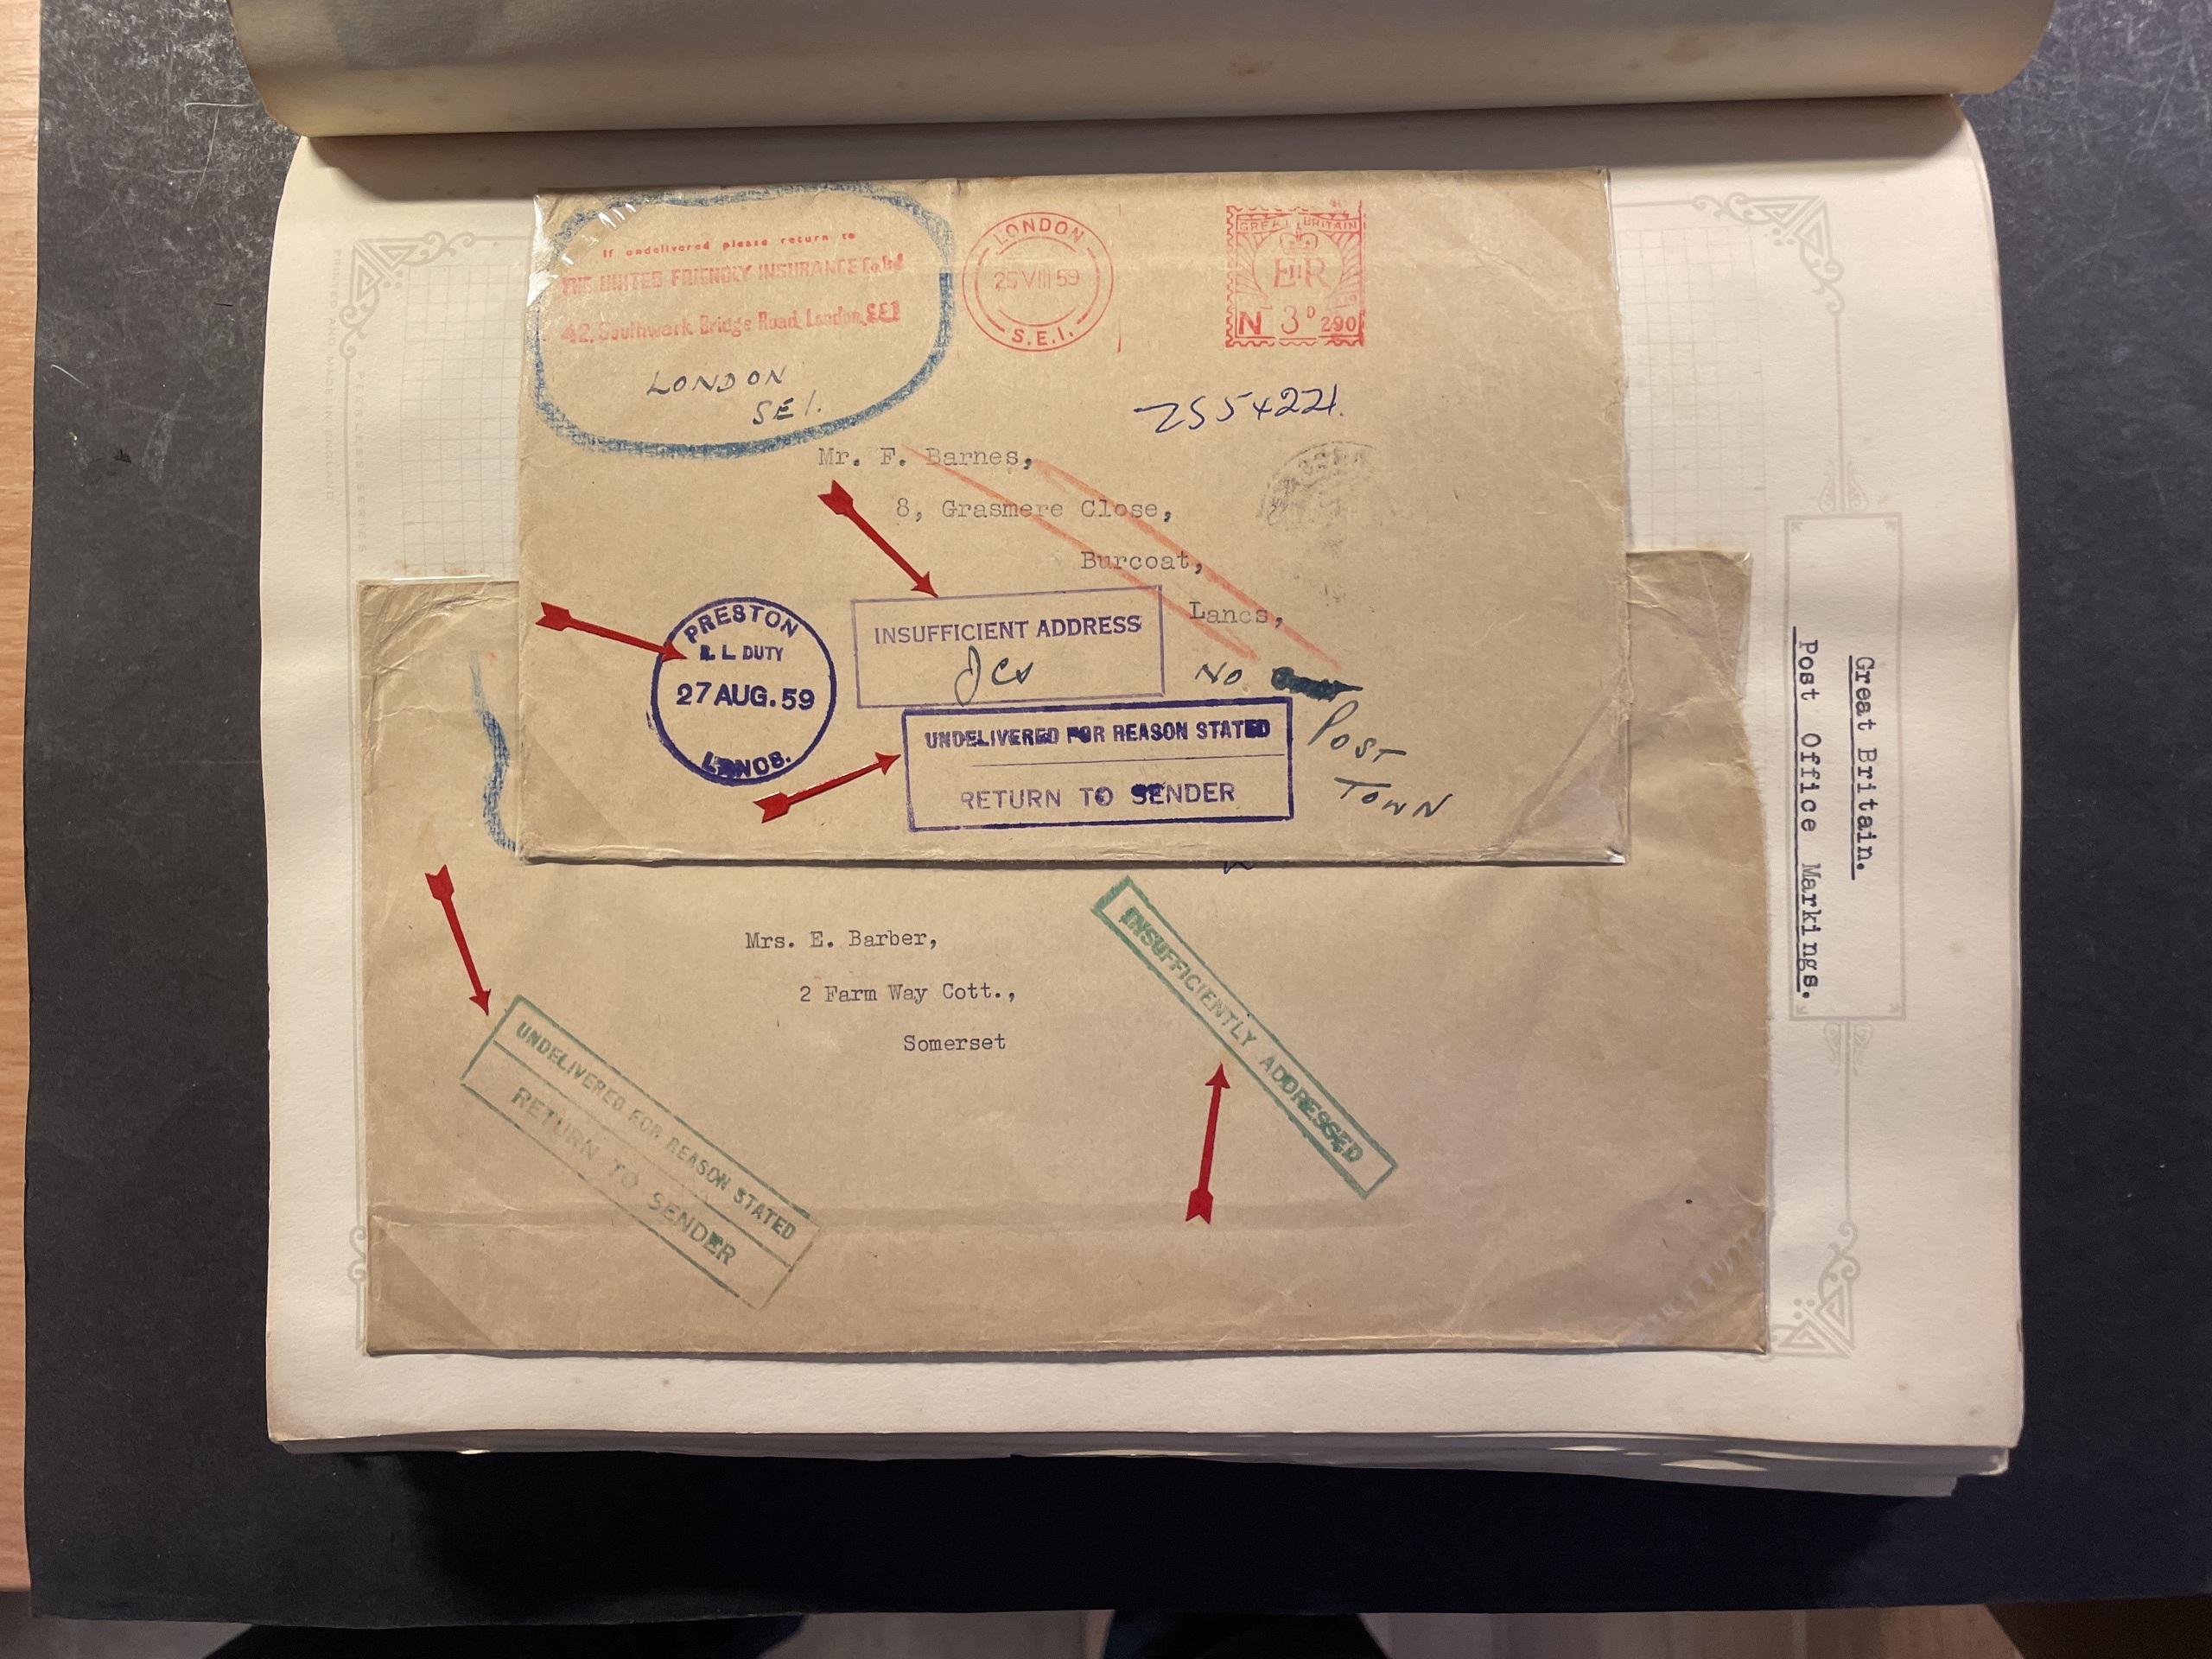 If undelivered please return to
THE UNITED FRIENDLY INSURANCE Co. Ltd
42, Southwark Bridge Road, London, S.E.1
LONDON
SE1.
LONDON
25 VIII 59
S.E.1.
GREAT BRITAIN
E II R
N 3D 290
Mr. F. Barnes,
8, Grasmere Close,
Burcoat,
Lancs,
PRESTON
R. L DUTY
27 AUG. 59
LANCS.
INSUFFICIENT ADDRESS
NO
POST
TOWN
UNDELIVERED FOR REASON STATED
RETURN TO SENDER
Mrs. E. Barber,
2 Farm Way Cott.,
Somerset
INSUFFICIENTLY ADDRESSED
UNDELIVERED FOR REASON STATED
RETURN TO SENDER
Great Britain.
Post Office Markings.